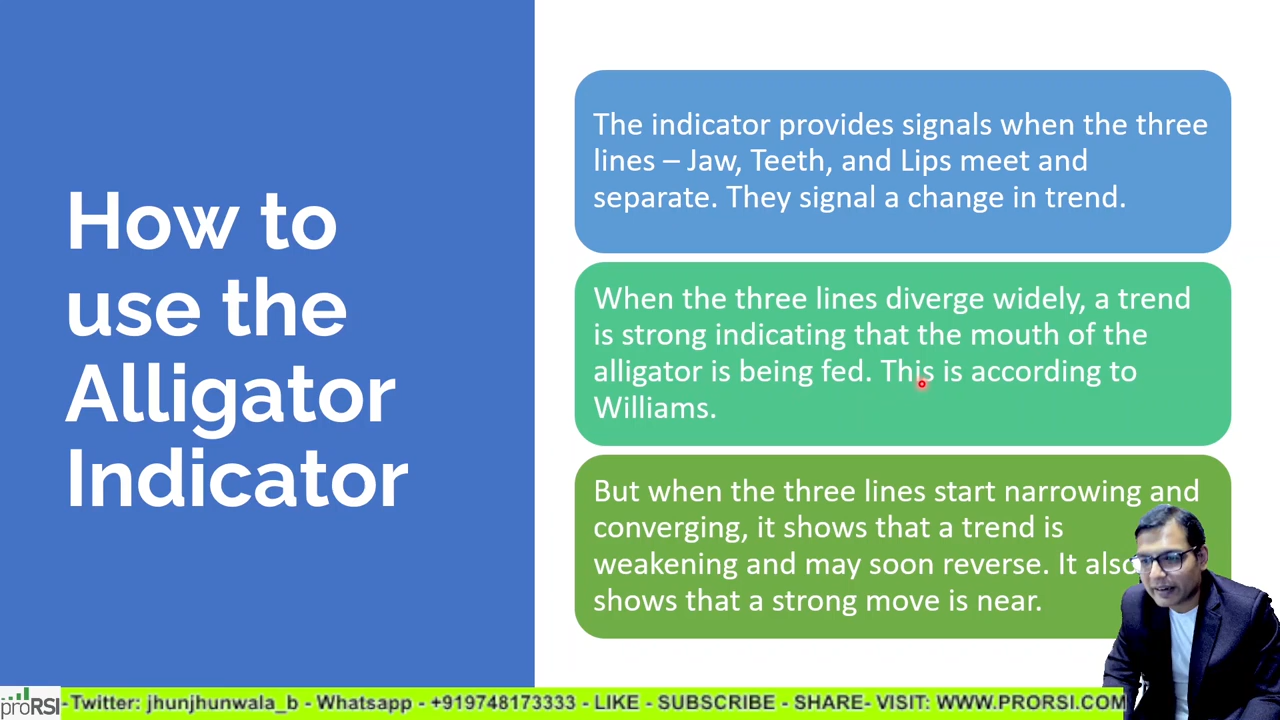 How to
use the
Alligator
Indicator
The indicator provides signals when the three
lines – Jaw, Teeth, and Lips meet and
separate. They signal a change in trend.
When the three lines diverge widely, a trend
is strong indicating that the mouth of the
alligator is being fed. This is according to
Williams.
But when the three lines start narrowing and
converging, it shows that a trend is
weakening and may soon reverse. It also
shows that a strong move is near.
proRSI
-Twitter: jhunjhunwala_b - Whatsapp - +919748173333 - LIKE - SUBSCRIBE - SHARE- VISIT: WWW.PRORSI.COM